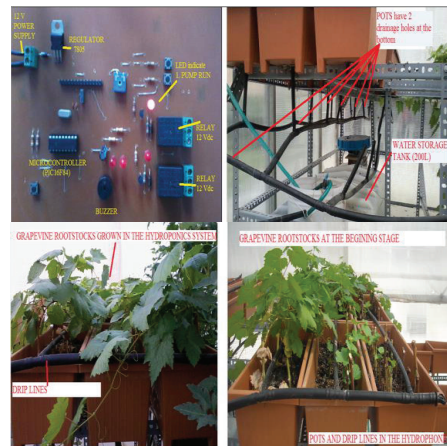 12 V
POWER
SUPPLY
REGULATOR
7805
LED indicate
1. PUMP RUN
RELAY
12 Vdc
MICROCONTROLLER
(PIC16F84)
RELAY
12 Vdc
BUZZER
POTS have 2
drainage holes at the
bottom
WATER STORAGE
TANK (200L)
GRAPEVINE ROOTSTOCKS GROWN IN THE HYDROPONICS SYSTEM
DRIP LINES
GRAPEVINE ROOTSTOCKS AT THE BEGINING STAGE
POTS AND DRIP LINES IN THE HYDROPHON